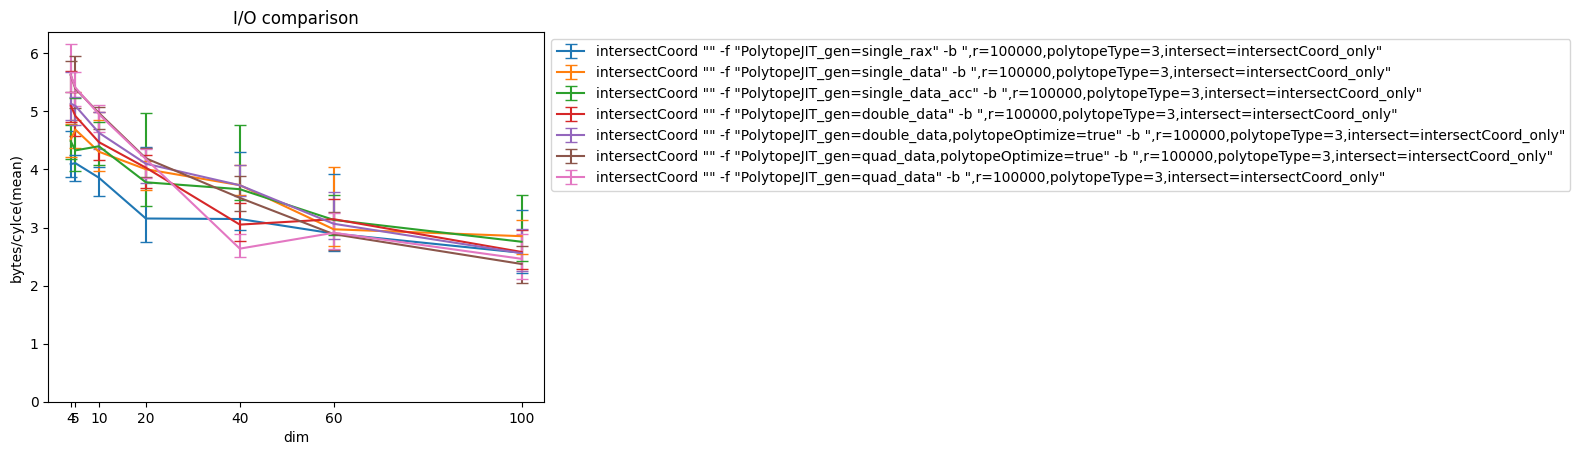 I/O comparison
bytes/cylce(mean)
6
5
4
3
2
1
0
4 5 10 20 40 60 100
dim
intersectCoord "" -f "PolytopeJIT_gen=single_rax" -b ",r=100000,polytopeType=3,intersect=intersectCoord_only"
intersectCoord "" -f "PolytopeJIT_gen=single_data" -b ",r=100000,polytopeType=3,intersect=intersectCoord_only"
intersectCoord "" -f "PolytopeJIT_gen=single_data_acc" -b ",r=100000,polytopeType=3,intersect=intersectCoord_only"
intersectCoord "" -f "PolytopeJIT_gen=double_data" -b ",r=100000,polytopeType=3,intersect=intersectCoord_only"
intersectCoord "" -f "PolytopeJIT_gen=double_data,polytopeOptimize=true" -b ",r=100000,polytopeType=3,intersect=intersectCoord_only"
intersectCoord "" -f "PolytopeJIT_gen=quad_data,polytopeOptimize=true" -b ",r=100000,polytopeType=3,intersect=intersectCoord_only"
intersectCoord "" -f "PolytopeJIT_gen=quad_data" -b ",r=100000,polytopeType=3,intersect=intersectCoord_only"